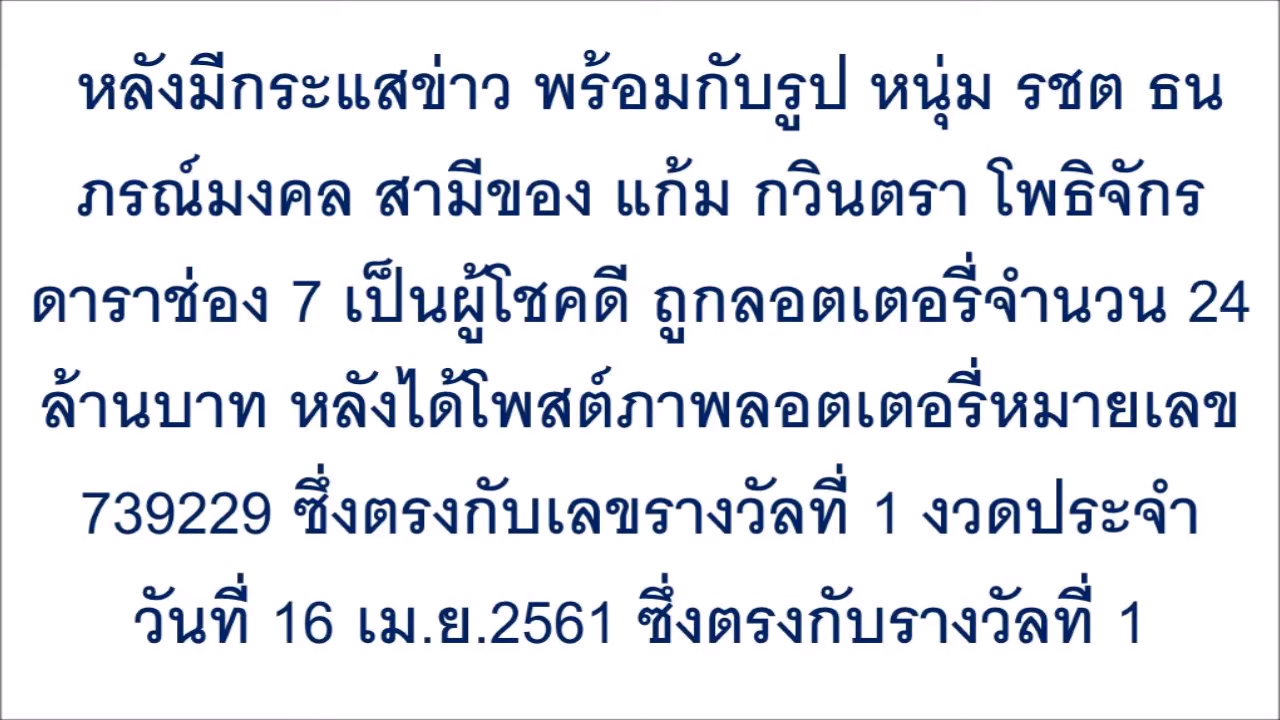 หลังมีกระแสข่าว พร้อมกับรูป หนุ่ม รชต ธน
ภรณ์มงคล สามีของ แก้ม กวินตรา โพธิจักร
ดาราช่อง 7 เป็นผู้โชคดี ถูกลอตเตอรี่จำนวน 24
ล้านบาท หลังได้โพสต์ภาพลอตเตอรี่หมายเลข
739229 ซึ่งตรงกับเลขรางวัลที่ 1 งวดประจำ
วันที่ 16 เม.ย.2561 ซึ่งตรงกับรางวัลที่ 1